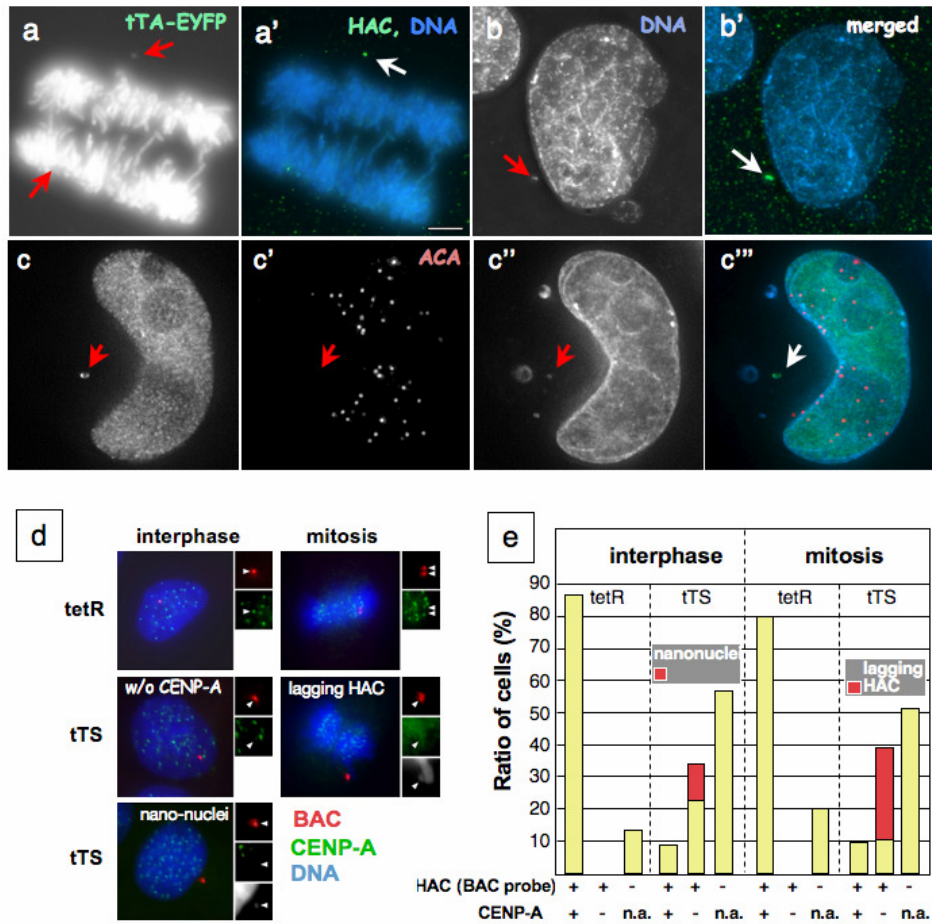 a
tTA-EYFP
a'
HAC, DNA
b
DNA
b'
merged
c
c'
ACA
c''
c'''
d
interphase
mitosis
tetR
w/o CENP-A
lagging HAC
tTS
nano-nuclei
tTS
BAC
CENP-A
DNA
e
interphase
mitosis
tetR
tTS
tetR
tTS
nanonuclei
lagging
HAC
Ratio of cells (%)
90
80
70
60
50
40
30
20
10
HAC (BAC probe) + + - + + - + + - + + -
CENP-A + - n.a. + - n.a. + - n.a. + - n.a.